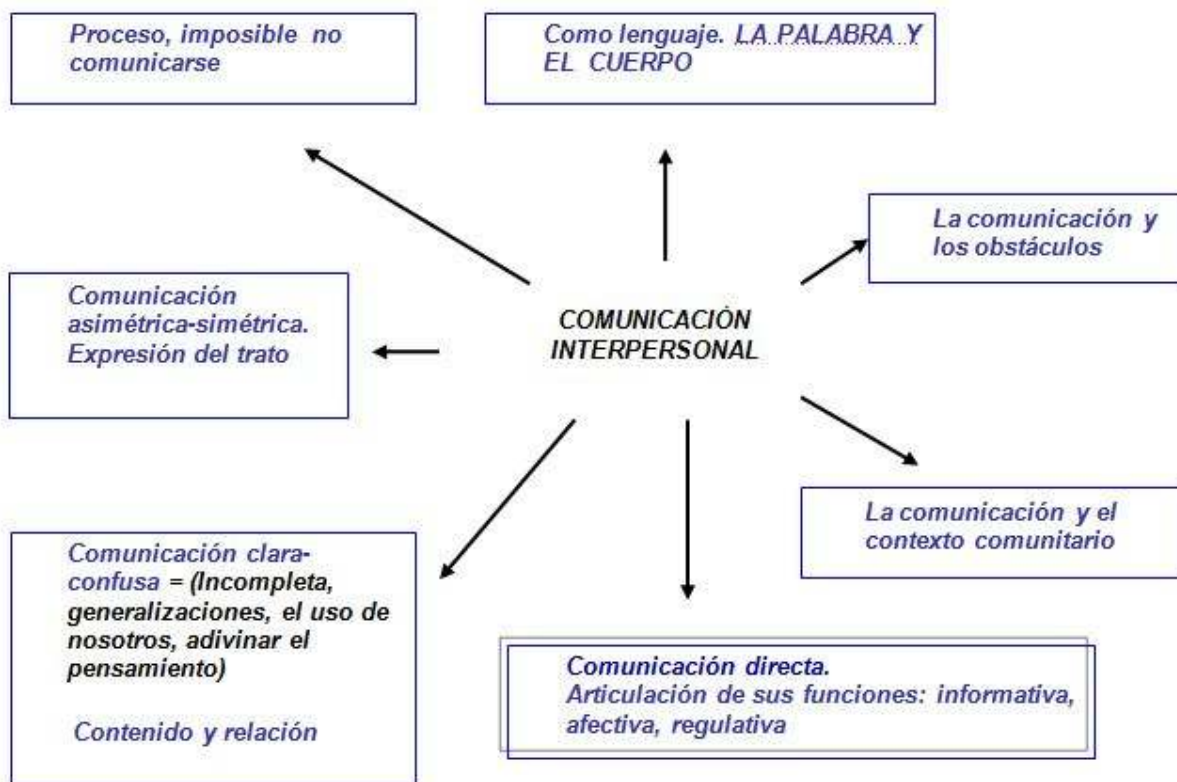 Proceso, imposible no
comunicarse
Como lenguaje. LA PALABRA Y
EL CUERPO
La comunicación y
los obstáculos
Comunicación
asimétrica-simétrica.
Expresión del trato
COMUNICACIÓN
INTERPERSONAL
La comunicación y el
contexto comunitario
Comunicación clara-
confusa = (Incompleta,
generalizaciones, el uso de
nosotros, adivinar el
pensamiento)
Contenido y relación
Comunicación directa.
Articulación de sus funciones: informativa,
afectiva, regulativa